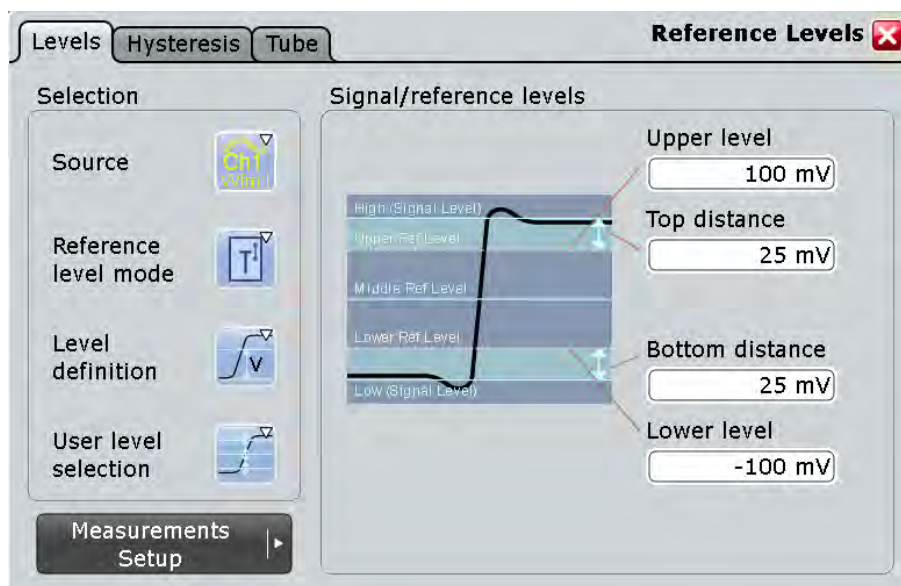 Levels Hysteresis Tube
Reference Levels
Selection
Source
Ch1
Reference
level mode
Level
definition
V
User level
selection
Measurements
Setup
Signal/reference levels
High (Signal Level)
Upper Ref Level
Middle Ref Level
Lower Ref Level
Low (Signal Level)
Upper level
100 mV
Top distance
25 mV
Bottom distance
25 mV
Lower level
-100 mV